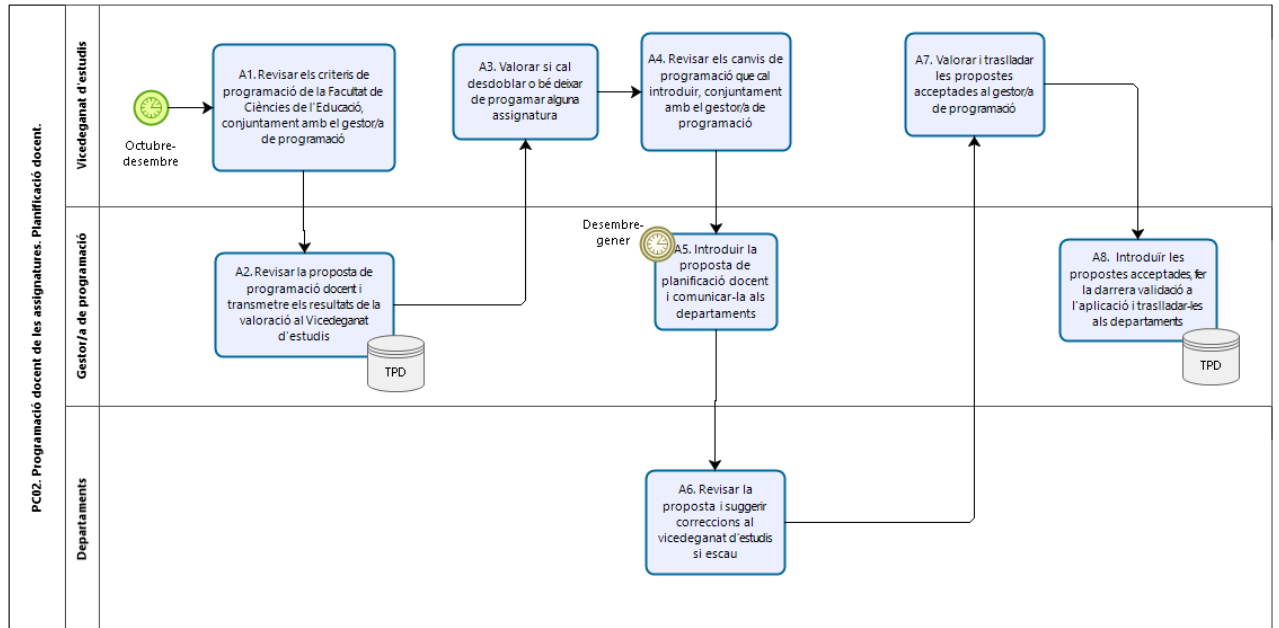 PC02. Programació docent de les assignatures. Planificació docent.
Vicedeganat d'estudis
Octubre-
desembre
A1. Revisar els criteris de
programació de la Facultat de
Ciències de l'Educació,
conjuntament amb el gestor/a
de programació
A3. Valorar si cal
desdoblar o bé deixar
de progamar alguna
assignatura
A4. Revisar els canvis de
programació que cal
introduir, conjuntament
amb el gestor/a de
programació
A7. Valorar i traslladar
les propostes
acceptades al gestor/a
de programació
Gestor/a de programació
A2. Revisar la proposta de
programació docent i
transmetre els resultats de la
valoració al Vicedeganat
d'estudis
TPD
Desembre-
gener
A5. Introduir la
proposta de
planificació docent
i comunicar-la als
departaments
A8. Introduïr les
propostes acceptades, fer
la darrera validació a
l'aplicació i traslladar-les
als departaments
TPD
Departaments
A6. Revisar la
proposta i suggerir
correccions al
vicedeganat d'estudis
si escau